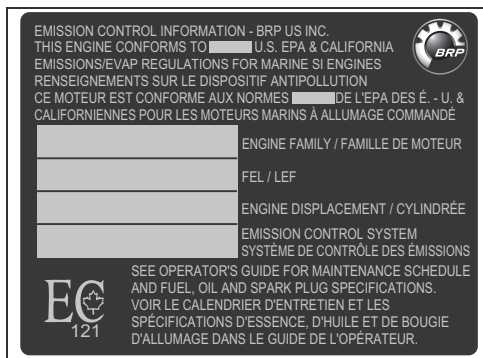 EMISSION CONTROL INFORMATION - BRP US INC.
THIS ENGINE CONFORMS TO U.S. EPA & CALIFORNIA
EMISSIONS/EVAP REGULATIONS FOR MARINE SI ENGINES
RENSEIGNEMENTS SUR LE DISPOSITIF ANTIPOLLUTION
CE MOTEUR EST CONFORME AUX NORMES DE L'EPA DES É. - U. &
CALIFORNIENNES POUR LES MOTEURS MARINS À ALLUMAGE COMMANDÉ
BRP
ENGINE FAMILY / FAMILLE DE MOTEUR
FEL / LEF
ENGINE DISPLACEMENT / CYLINDRÉE
EMISSION CONTROL SYSTEM
SYSTÈME DE CONTRÔLE DES ÉMISSIONS
SEE OPERATOR'S GUIDE FOR MAINTENANCE SCHEDULE
AND FUEL, OIL AND SPARK PLUG SPECIFICATIONS.
VOIR LE CALENDRIER D'ENTRETIEN ET LES
SPÉCIFICATIONS D'ESSENCE, D'HUILE ET DE BOUGIE
D'ALLUMAGE DANS LE GUIDE DE L'OPÉRATEUR.
EC
121